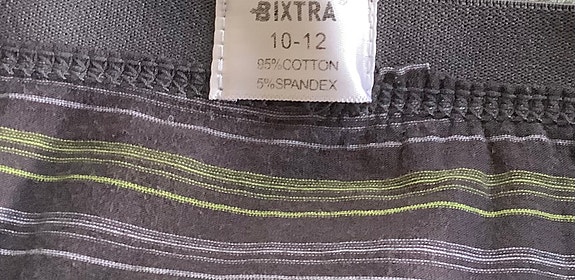 BIXTRA
10-12
95%COTTON
5%SPANDEX